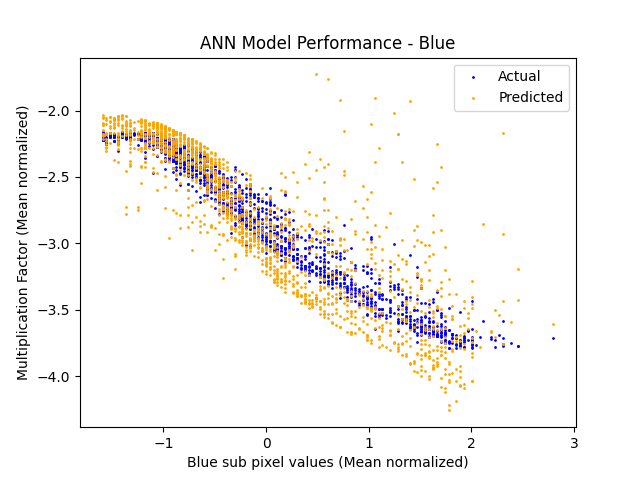 ANN Model Performance - Blue
Actual
Predicted
Multiplication Factor (Mean normalized)
−2.0
−2.5
−3.0
−3.5
−4.0
−1
0
1
2
3
Blue sub pixel values (Mean normalized)